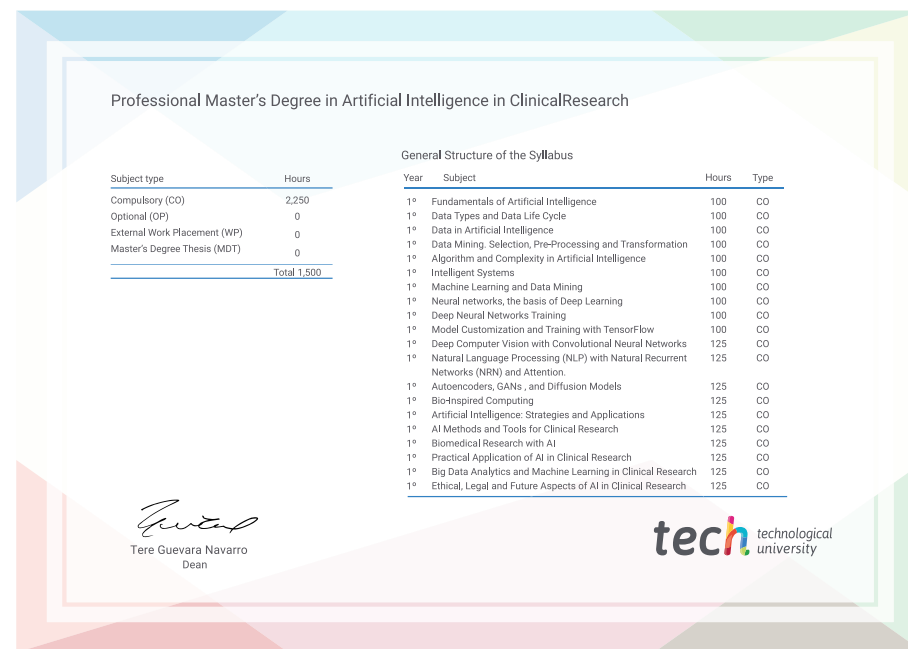 Professional Master's Degree in Artificial Intelligence in ClinicalResearch
Subject type Hours
Compulsory (CO) 2,250
Optional (OP) 0
External Work Placement (WP) 0
Master's Degree Thesis (MDT) 0
Total 1,500
General Structure of the Syllabus
Year Subject Hours Type
1º Fundamentals of Artificial Intelligence 100 CO
1º Data Types and Data Life Cycle 100 CO
1º Data in Artificial Intelligence 100 CO
1º Data Mining. Selection, Pre-Processing and Transformation 100 CO
1º Algorithm and Complexity in Artificial Intelligence 100 CO
1º Intelligent Systems 100 CO
1º Machine Learning and Data Mining 100 CO
1º Neural networks, the basis of Deep Learning 100 CO
1º Deep Neural Networks Training 100 CO
1º Model Customization and Training with TensorFlow 100 CO
1º Deep Computer Vision with Convolutional Neural Networks 125 CO
1º Natural Language Processing (NLP) with Natural Recurrent 125 CO
Networks (NRN) and Attention.
1º Autoencoders, GANs , and Diffusion Models 125 CO
1º Bio-Inspired Computing 125 CO
1º Artificial Intelligence: Strategies and Applications 125 CO
1º AI Methods and Tools for Clinical Research 125 CO
1º Biomedical Research with AI 125 CO
1º Practical Application of AI in Clinical Research 125 CO
1º Big Data Analytics and Machine Learning in Clinical Research 125 CO
1º Ethical, Legal and Future Aspects of AI in Clinical Research 125 CO
Tere Guevara Navarro
Dean
tech technological
university